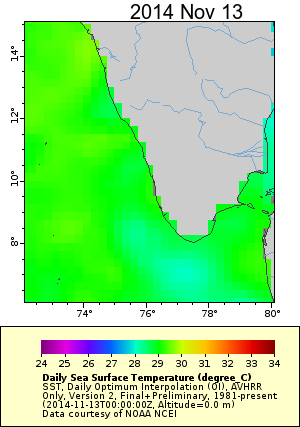 2014 Nov 13
14°
12°
10°
8°
74° 76° 78° 80°
24 25 26 27 28 29 30 31 32 33 34
Daily Sea Surface Temperature (degree_C)
SST, Daily Optimum Interpolation (OI), AVHRR
Only, Version 2, Final+Preliminary, 1981-present
(2014-11-13T00:00:00Z, Altitude=0.0 m)
Data courtesy of NOAA NCEI